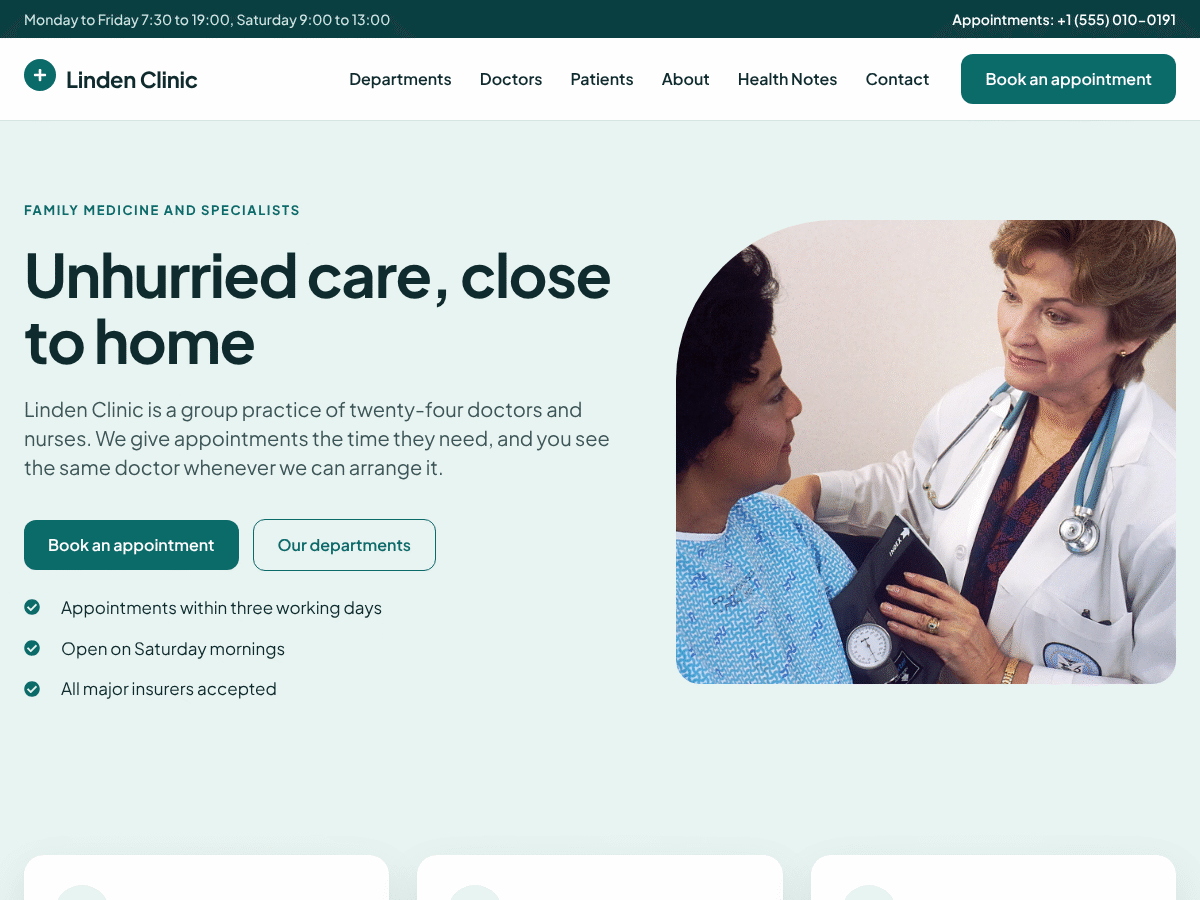 Monday to Friday 7:30 to 19:00, Saturday 9:00 to 13:00
Appointments: +1 (555) 010-0191
Linden Clinic
Departments
Doctors
Patients
About
Health Notes
Contact
Book an appointment
FAMILY MEDICINE AND SPECIALISTS
Unhurried care, close
to home
Linden Clinic is a group practice of twenty-four doctors and
nurses. We give appointments the time they need, and you see
the same doctor whenever we can arrange it.
Book an appointment
Our departments
Appointments within three working days
Open on Saturday mornings
All major insurers accepted
INDEX